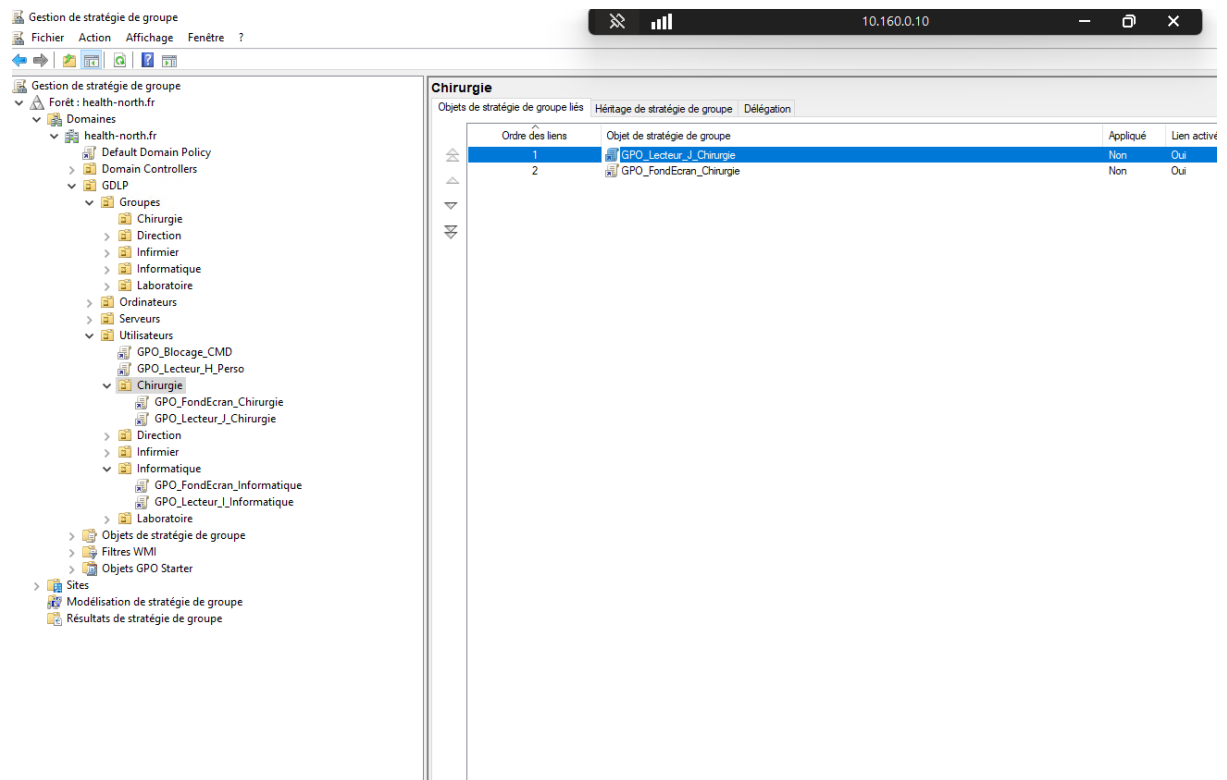 Gestion de stratégie de groupe
10.160.0.10
Fichier Action Affichage Fenêtre ?
Gestion de stratégie de groupe
Forêt : health-north.fr
Domaines
health-north.fr
Default Domain Policy
Domain Controllers
GDLP
Groupes
Chirurgie
Direction
Infirmier
Informatique
Laboratoire
Ordinateurs
Serveurs
Utilisateurs
GPO_Blocage_CMD
GPO_Lecteur_H_Perso
Chirurgie
GPO_FondEcran_Chirurgie
GPO_Lecteur_J_Chirurgie
Direction
Infirmier
Informatique
GPO_FondEcran_Informatique
GPO_Lecteur_I_Informatique
Laboratoire
Objets de stratégie de groupe
Filtres WMI
Objets GPO Starter
Sites
Modélisation de stratégie de groupe
Résultats de stratégie de groupe
Chirurgie
Objets de stratégie de groupe liés Héritage de stratégie de groupe Délégation
Ordre des liens Objet de stratégie de groupe Appliqué Lien activé
1 GPO_Lecteur_J_Chirurgie Non Oui
2 GPO_FondEcran_Chirurgie Non Oui